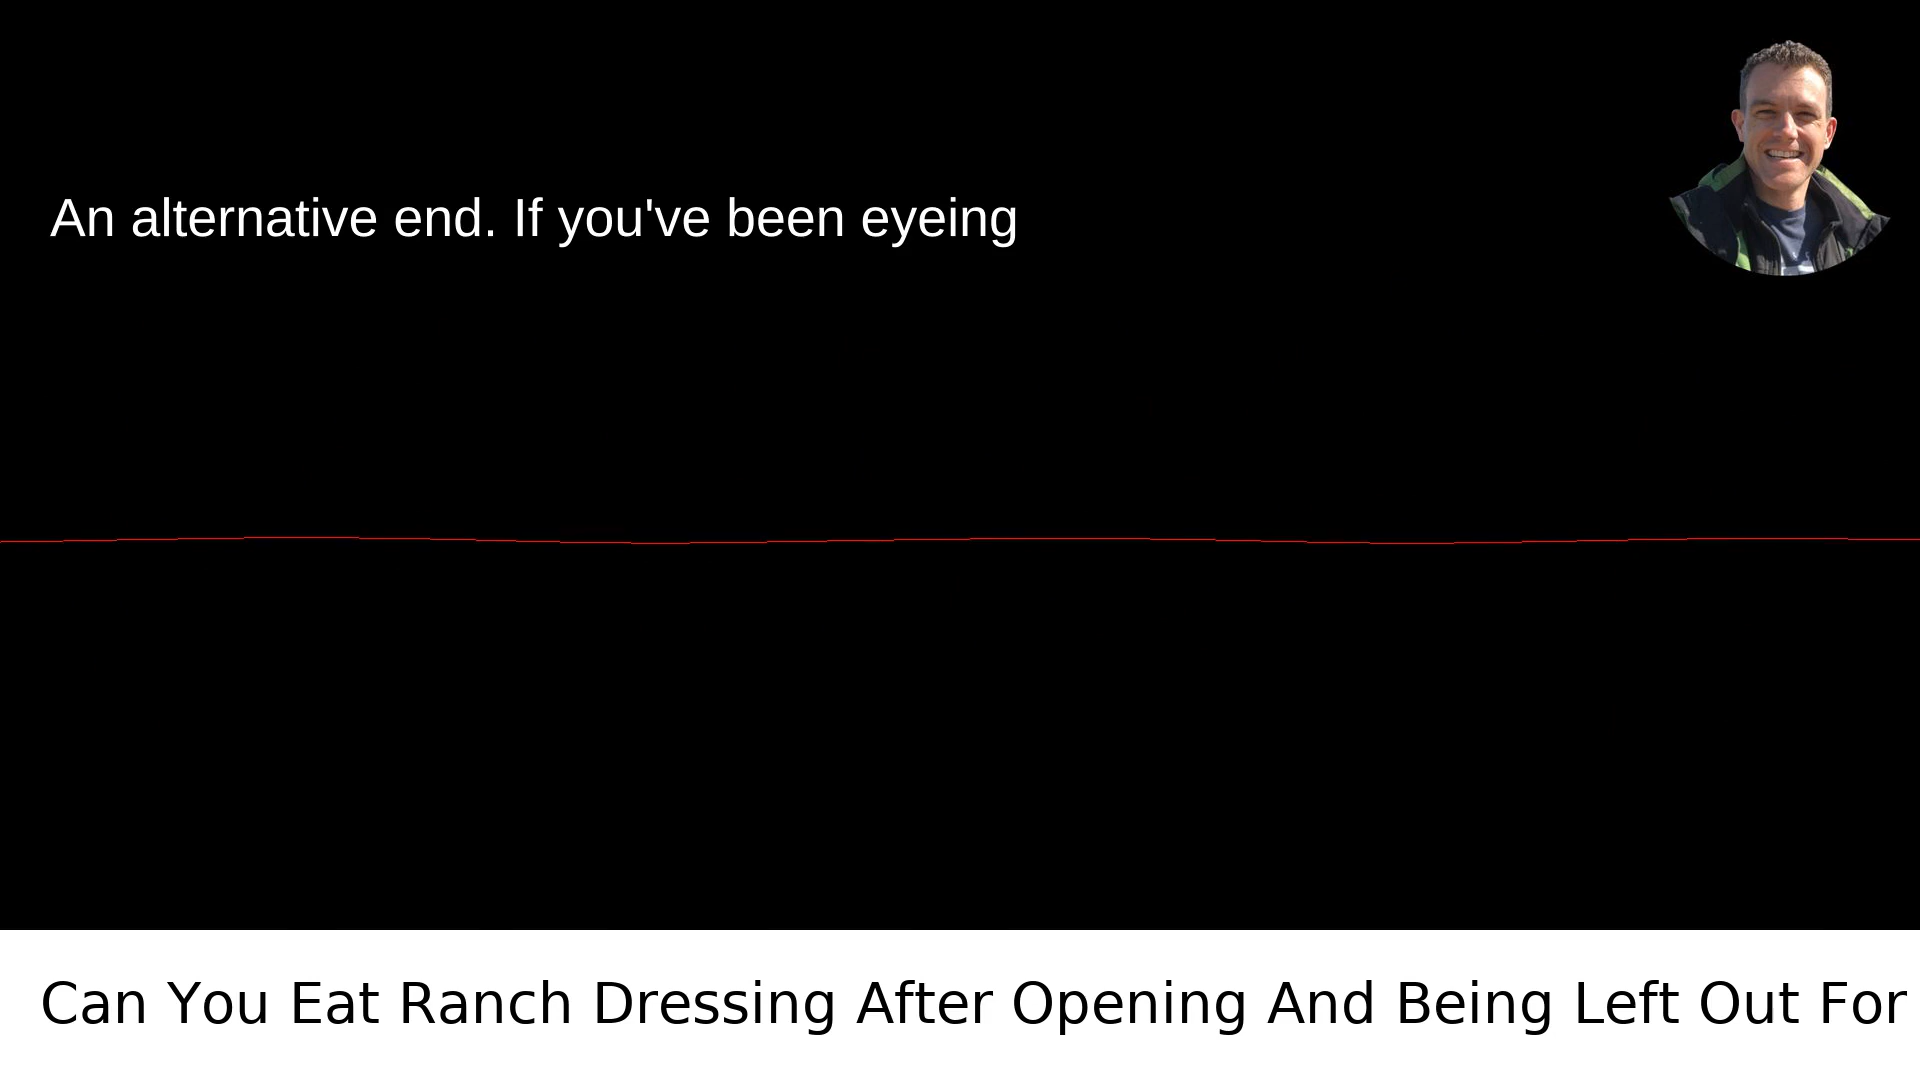 An alternative end. If you've been eyeing
Can You Eat Ranch Dressing After Opening And Being Left Out For